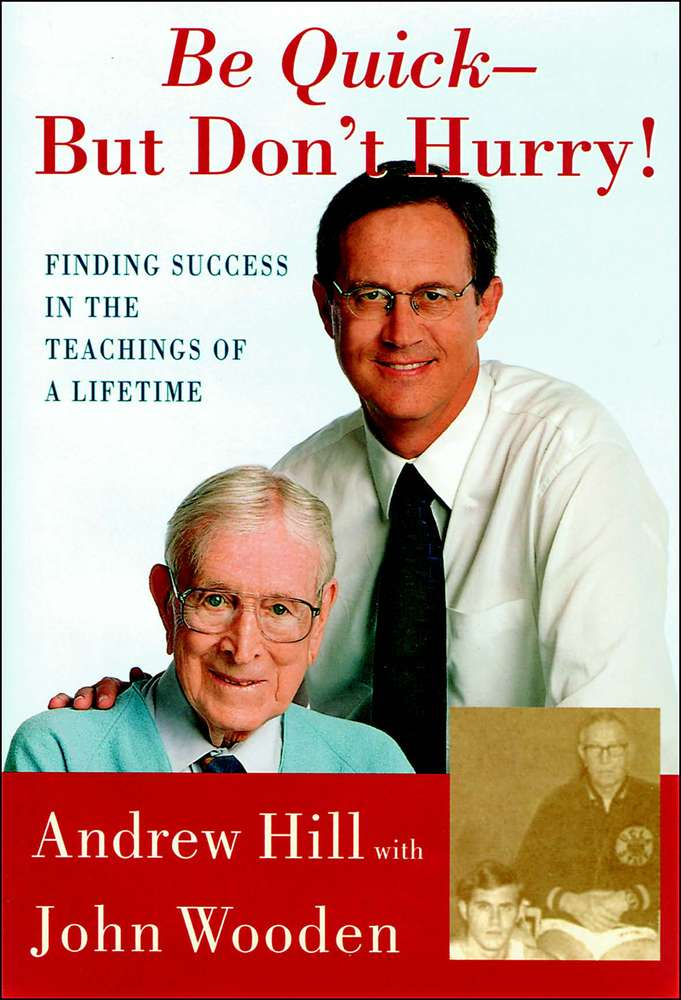 Be Quick—
But Don't Hurry!
FINDING SUCCESS
IN THE
TEACHINGS OF
A LIFETIME
Andrew Hill with
John Wooden